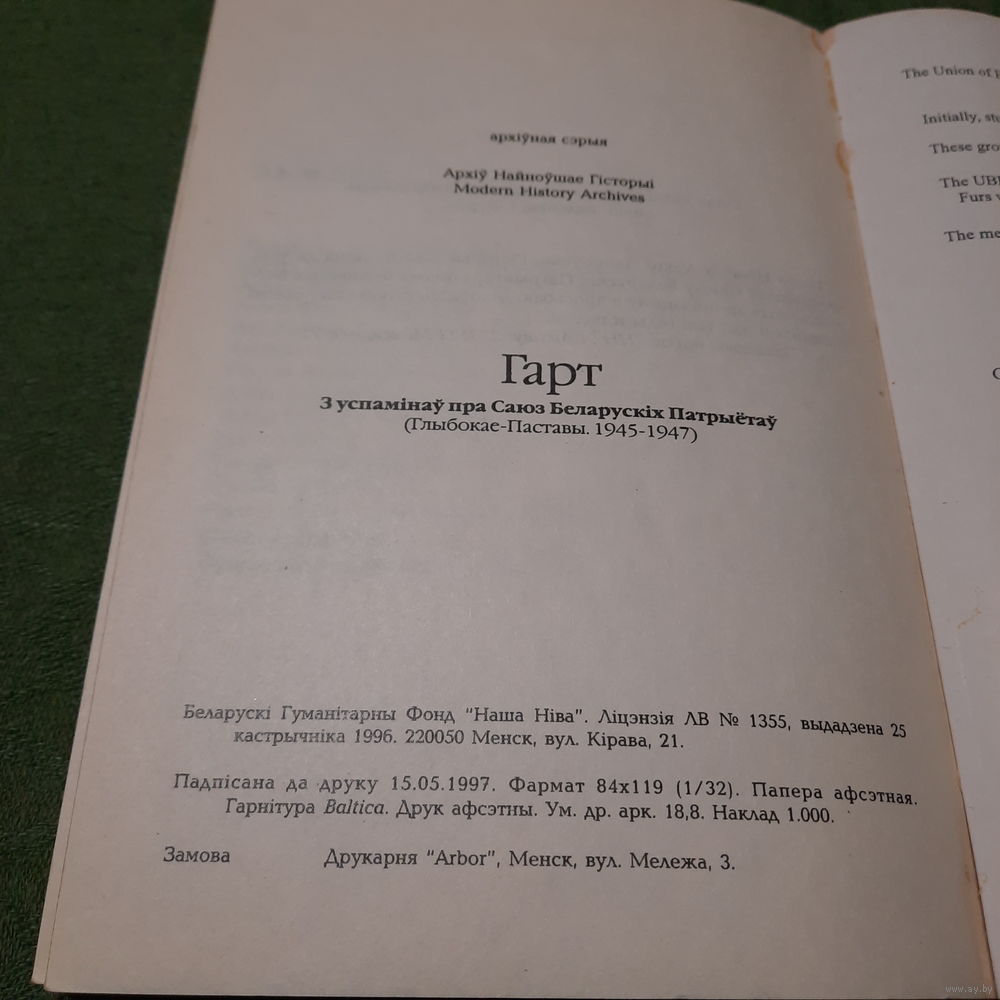 архіўная сэрыя
Архіў Найноўшае Гісторыі
Modern History Archives
Гарт
З успамінаў пра Саюз Беларускіх Патрыётаў
(Глыбокае-Паставы. 1945-1947)
Беларускі Гуманітарны Фонд "Наша Ніва". Ліцэнзія ЛВ № 1355, выдадзена 25
кастрычніка 1996. 220050 Менск, вул. Кірава, 21.
Падпісана да друку 15.05.1997. Фармат 84х119 (1/32). Папера афсэтная.
Гарнітура Baltica. Друк афсэтны. Ум. др. арк. 18,8. Наклад 1.000.
Замова Друкарня "Arbor", Менск, вул. Мележа, 3.
The Union of
Initially,
These
The
Furs
The
www.ay.by